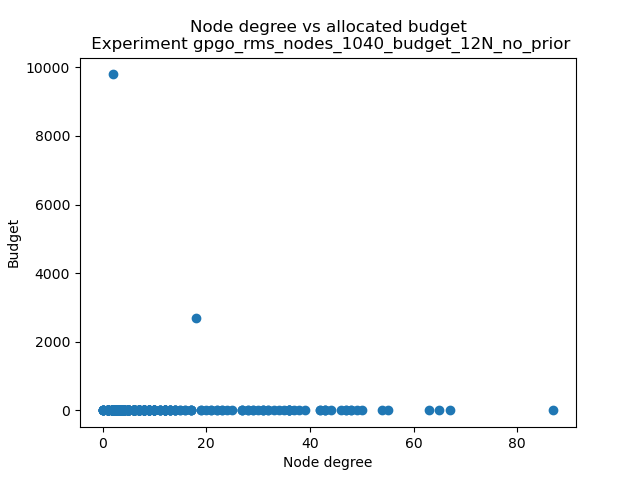 Node degree vs allocated budget
Experiment gpgo_rms_nodes_1040_budget_12N_no_prior
10000
8000
6000
4000
2000
0
Budget
0 20 40 60 80
Node degree